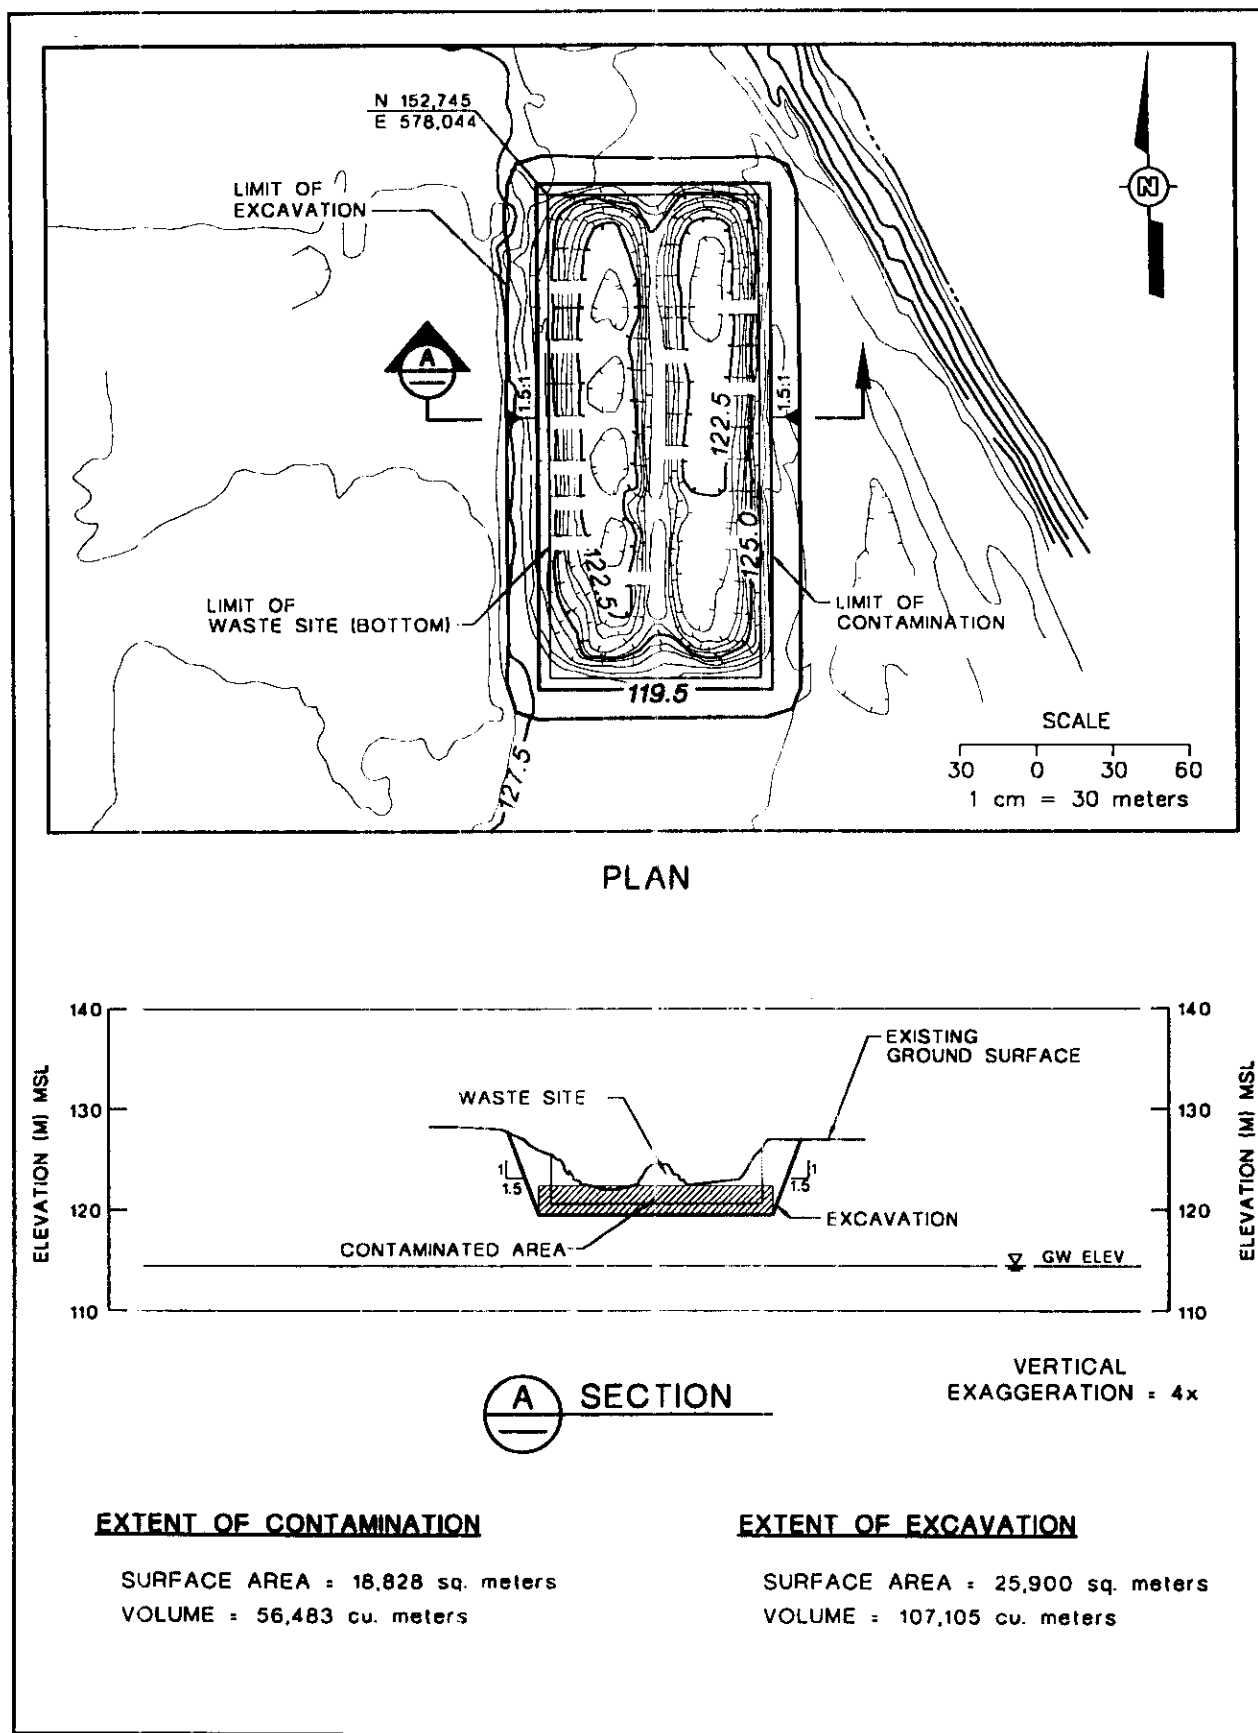 N 152,745
E 578,044
N
LIMIT OF
EXCAVATION
A
1.5:1
1.5:1
122.5
125.0
122.5
LIMIT OF
WASTE SITE (BOTTOM)
LIMIT OF
CONTAMINATION
119.5
127.5
SCALE
30 0 30 60
1 cm = 30 meters
PLAN
140
140
EXISTING
GROUND SURFACE
ELEVATION (M) MSL
ELEVATION (M) MSL
WASTE SITE
130
130
1
1.5
1
1.5
120
120
EXCAVATION
CONTAMINATED AREA
GW ELEV
110
110
VERTICAL
EXAGGERATION = 4x
A SECTION
EXTENT OF CONTAMINATION
SURFACE AREA = 18,828 sq. meters
VOLUME = 56,483 cu. meters
EXTENT OF EXCAVATION
SURFACE AREA = 25,900 sq. meters
VOLUME = 107,105 cu. meters